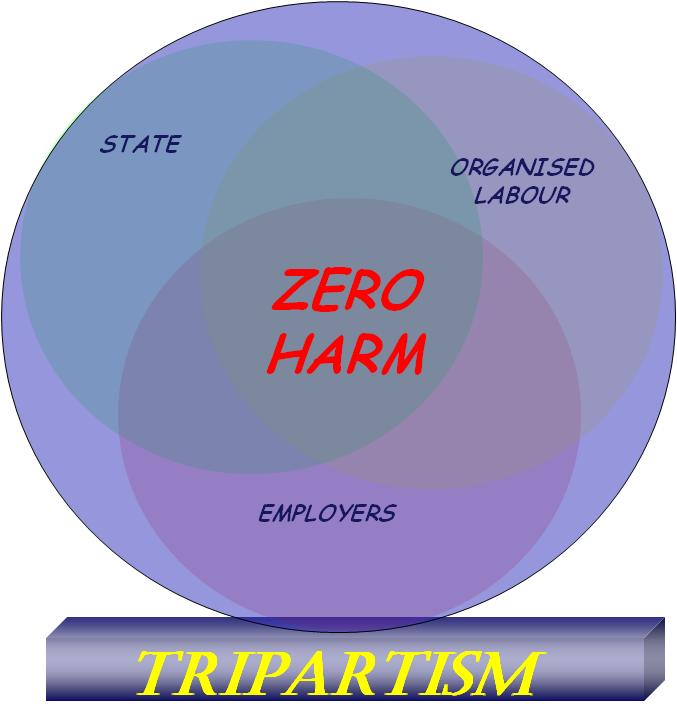 STATE
ORGANISED
LABOUR
ZERO
HARM
EMPLOYERS
TRIPARTISM